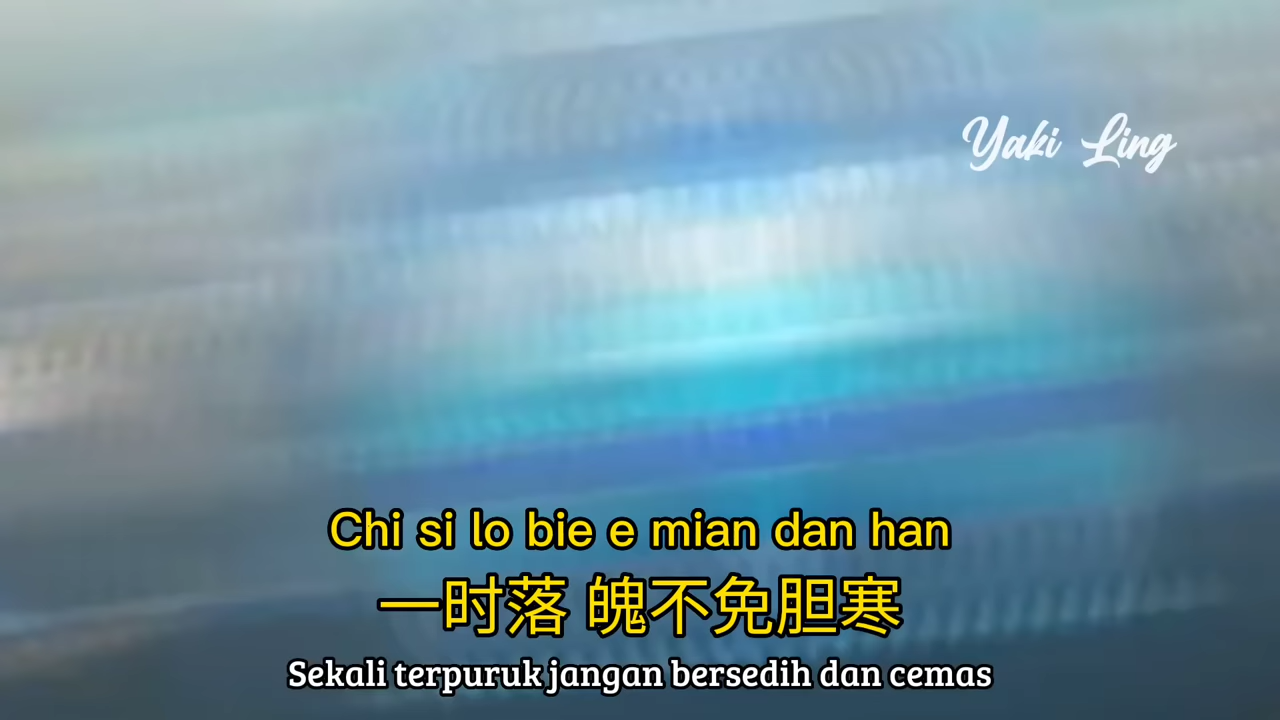 Yaki Ling
Chi si lo bie e mian dan han
一时落 魄不免胆寒
Sekali terpuruk jangan bersedih dan cemas